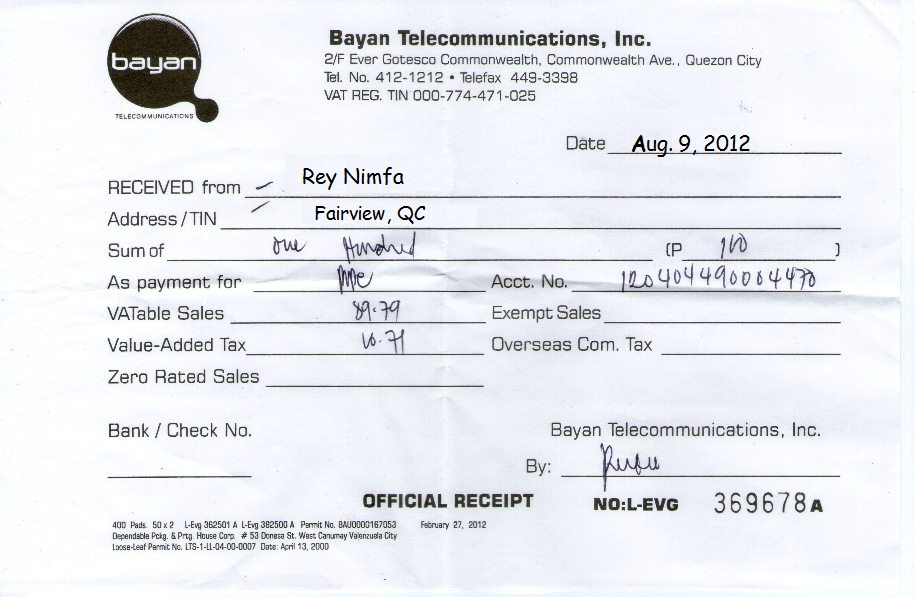 bayan
TELECOMMUNICATIONS
Bayan Telecommunications, Inc.
2/F Ever Gotesco Commonwealth, Commonwealth Ave., Quezon City
Tel. No. 412-1212 • Telefax 449-3398
VAT REG. TIN 000-774-471-025
Date Aug. 9, 2012
RECEIVED from Rey Nimfa
Address/TIN Fairview, QC
Sum of one Hundred (P 100 )
As payment for Acct. No. 120404490004470
VATable Sales 89.79 Exempt Sales
Value-Added Tax 10.71 Overseas Com. Tax
Zero Rated Sales
Bank / Check No. Bayan Telecommunications, Inc.
By:
OFFICIAL RECEIPT NO:L-EVG 369678A
400 Pads. 50 x 2 L-Evg 362501 A L-Evg 382500 A Permit No. 8AU0000167053 February 27, 2012
Dependable Pckg. & Prtg. House Corp. # 53 Donesa St. West Canumay Valenzuela City
Loose-Leaf Permit No. LTS-1-LL-04-00-0007 Date: April 13, 2000